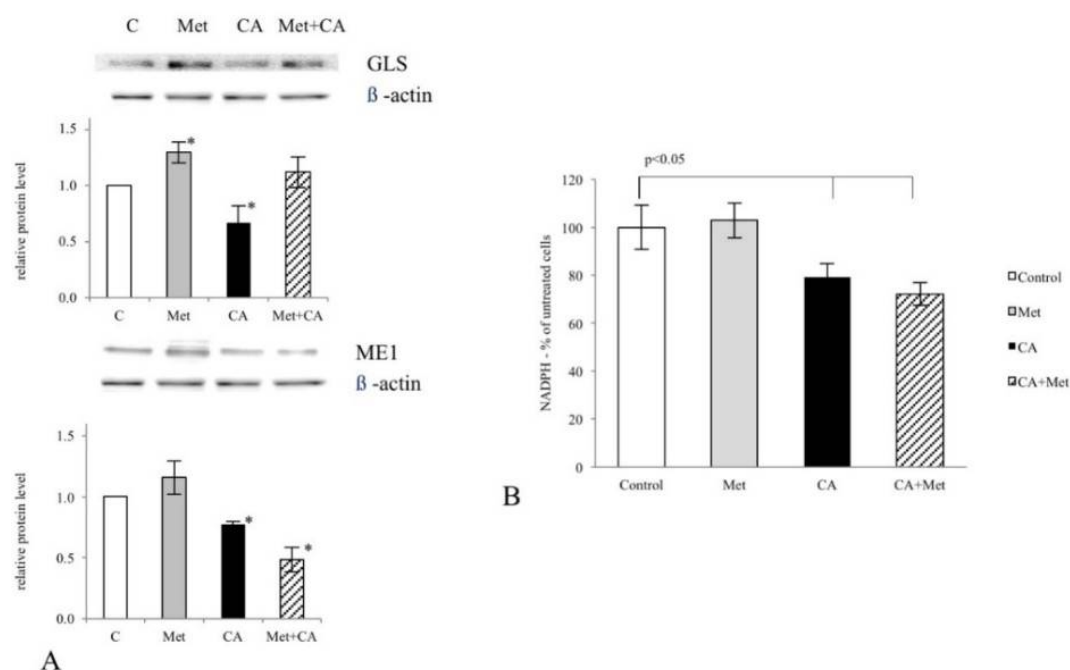 C Met CA Met+CA
GLS
ß -actin
relative protein level
1.5
1.0
0.5
0.0
*
*
C Met CA Met+CA
ME1
ß -actin
relative protein level
1.5
1.0
0.5
0.0
*
*
C Met CA Met+CA
A
p<0.05
NADPH - % of untreated cells
120
100
80
60
40
20
0
Control Met CA CA+Met
Control
Met
CA
CA+Met
B